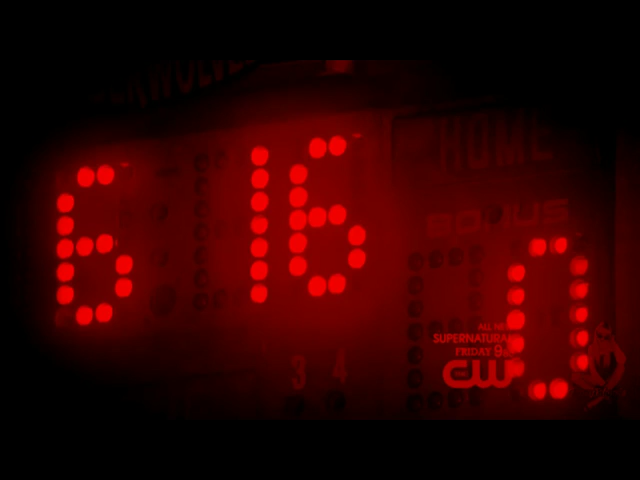 HOME
6 16
BONUS
0
3 4
ALL NEW
SUPERNATURAL
FRIDAY 9
CW